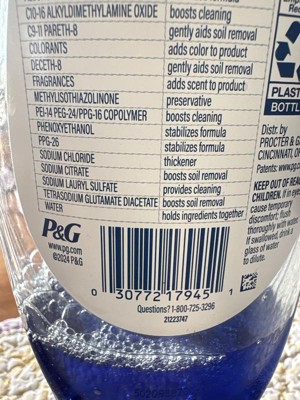 C10-16 ALKYLDIMETHYLAMINE OXIDE boosts cleaning
C9-11 PARETH-8 gently aids soil removal
COLORANTS adds color to product
DECETH-8 gently aids soil removal
FRAGRANCES adds scent to product
METHYLISOTHIAZOLINONE preservative
PEI-14 PEG-24/PPG-16 COPOLYMER boosts cleaning
PHENOXYETHANOL stabilizes formula
PPG-26 stabilizes formula
SODIUM CHLORIDE thickener
SODIUM CITRATE boosts soil removal
SODIUM LAURYL SULFATE provides cleaning
TETRASODIUM GLUTAMATE DIACETATE boosts soil removal
WATER holds ingredients together
P&G
www.pg.com
©2024 P&G
0 30772 17945 1
Questions? 1-800-725-3296
21223747
PLASTI
BOTTL
Distr. by
PROCTER & G
CINCINNATI, O
Patents: www.pg
KEEP OUT OF REA
CHILDREN. If in eye
cause temporary
discomfort; flush
thoroughly with
If swallowed, drink a
glass of water
to dilute.